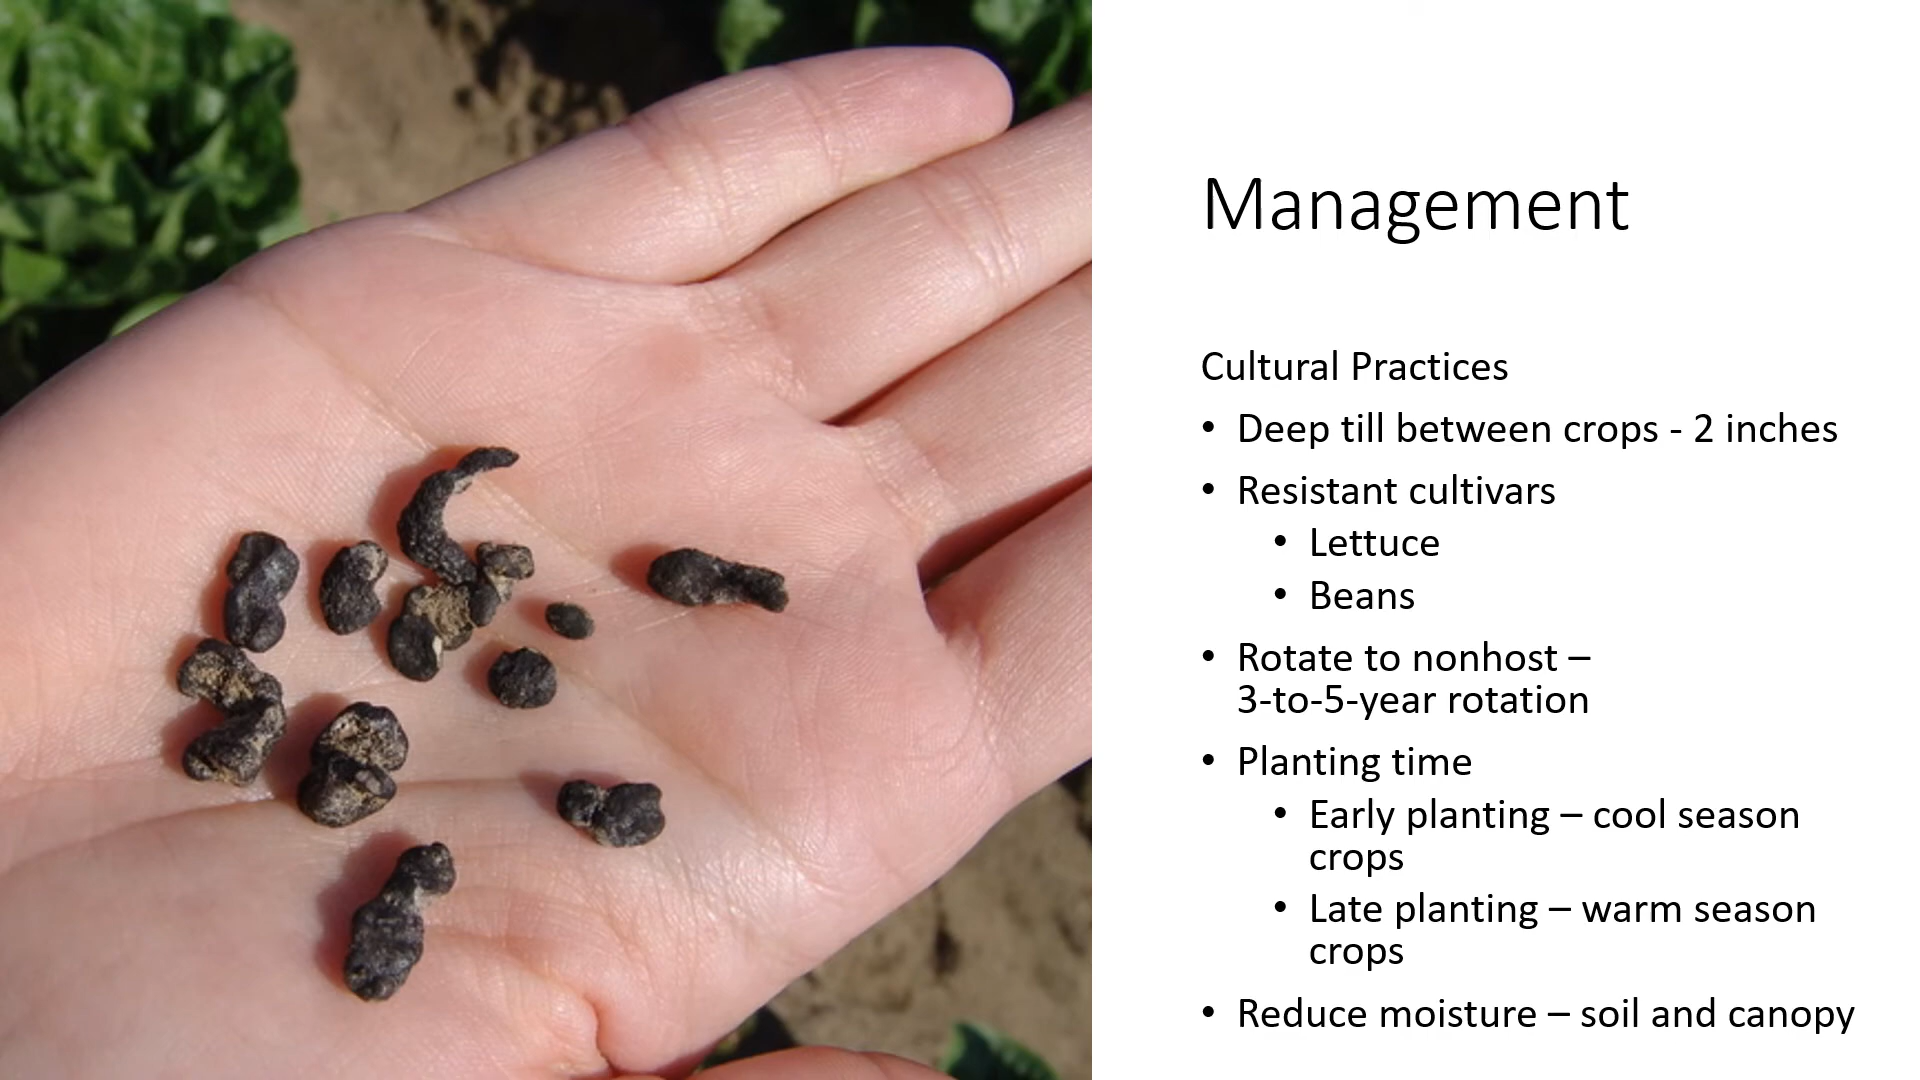 Management
Cultural Practices
• Deep till between crops - 2 inches
• Resistant cultivars
• Lettuce
• Beans
• Rotate to nonhost –
3-to-5-year rotation
• Planting time
• Early planting – cool season
crops
• Late planting – warm season
crops
• Reduce moisture – soil and canopy